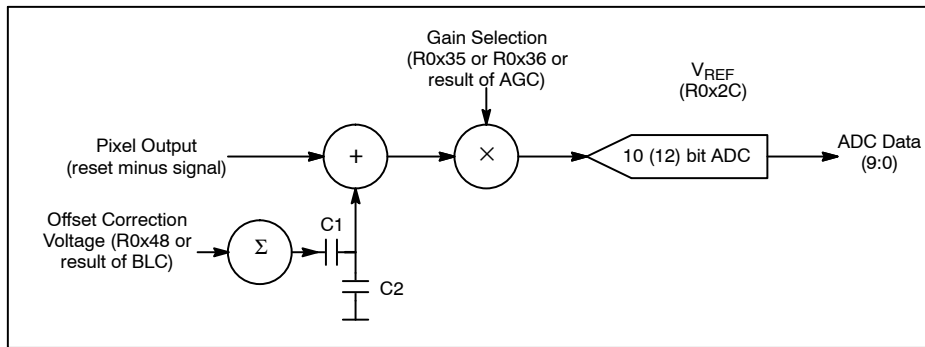 Gain Selection
(R0x35 or R0x36 or
result of AGC)
V_REF
(R0x2C)
Pixel Output
(reset minus signal)
+
×
10 (12) bit ADC
ADC Data
(9:0)
Offset Correction
Voltage (R0x48 or
result of BLC)
Σ
C1
C2